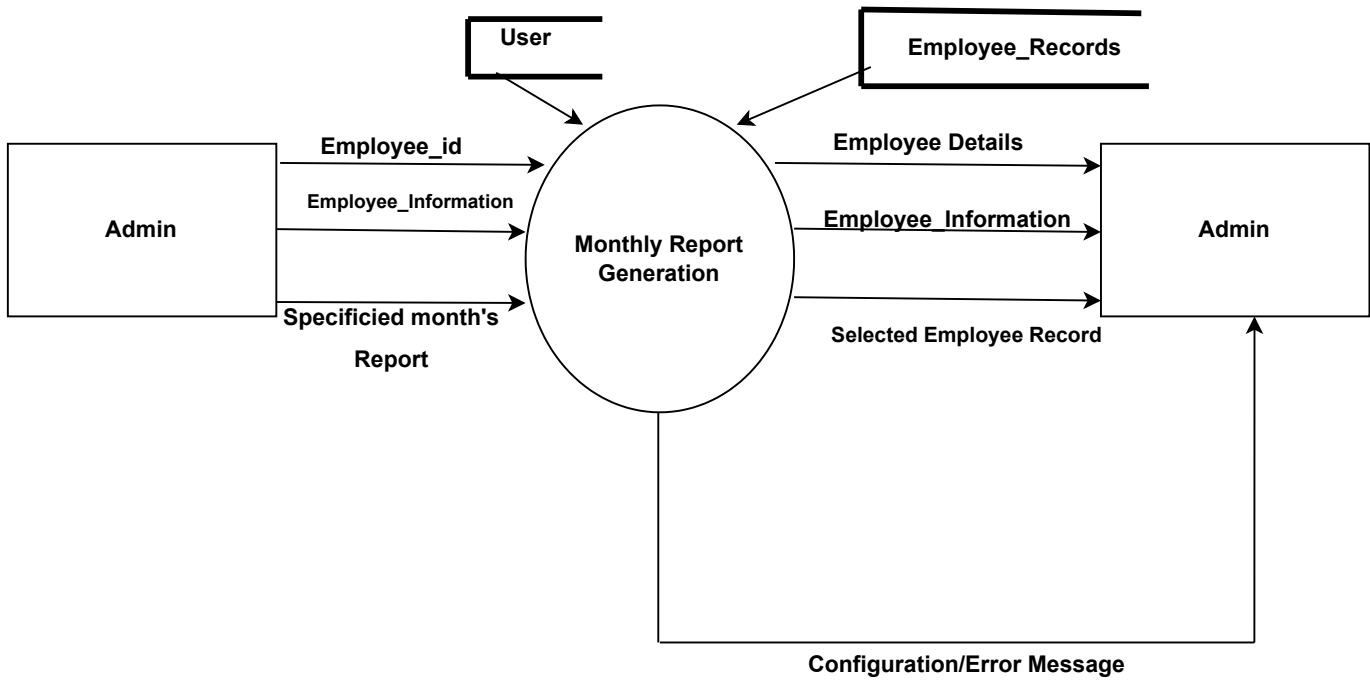 User
Employee_Records
Employee_id
Employee Details
Employee_Information
Employee_Information
Admin
Admin
Monthly Report
Generation
Specificied month's
Report
Selected Employee Record
Configuration/Error Message